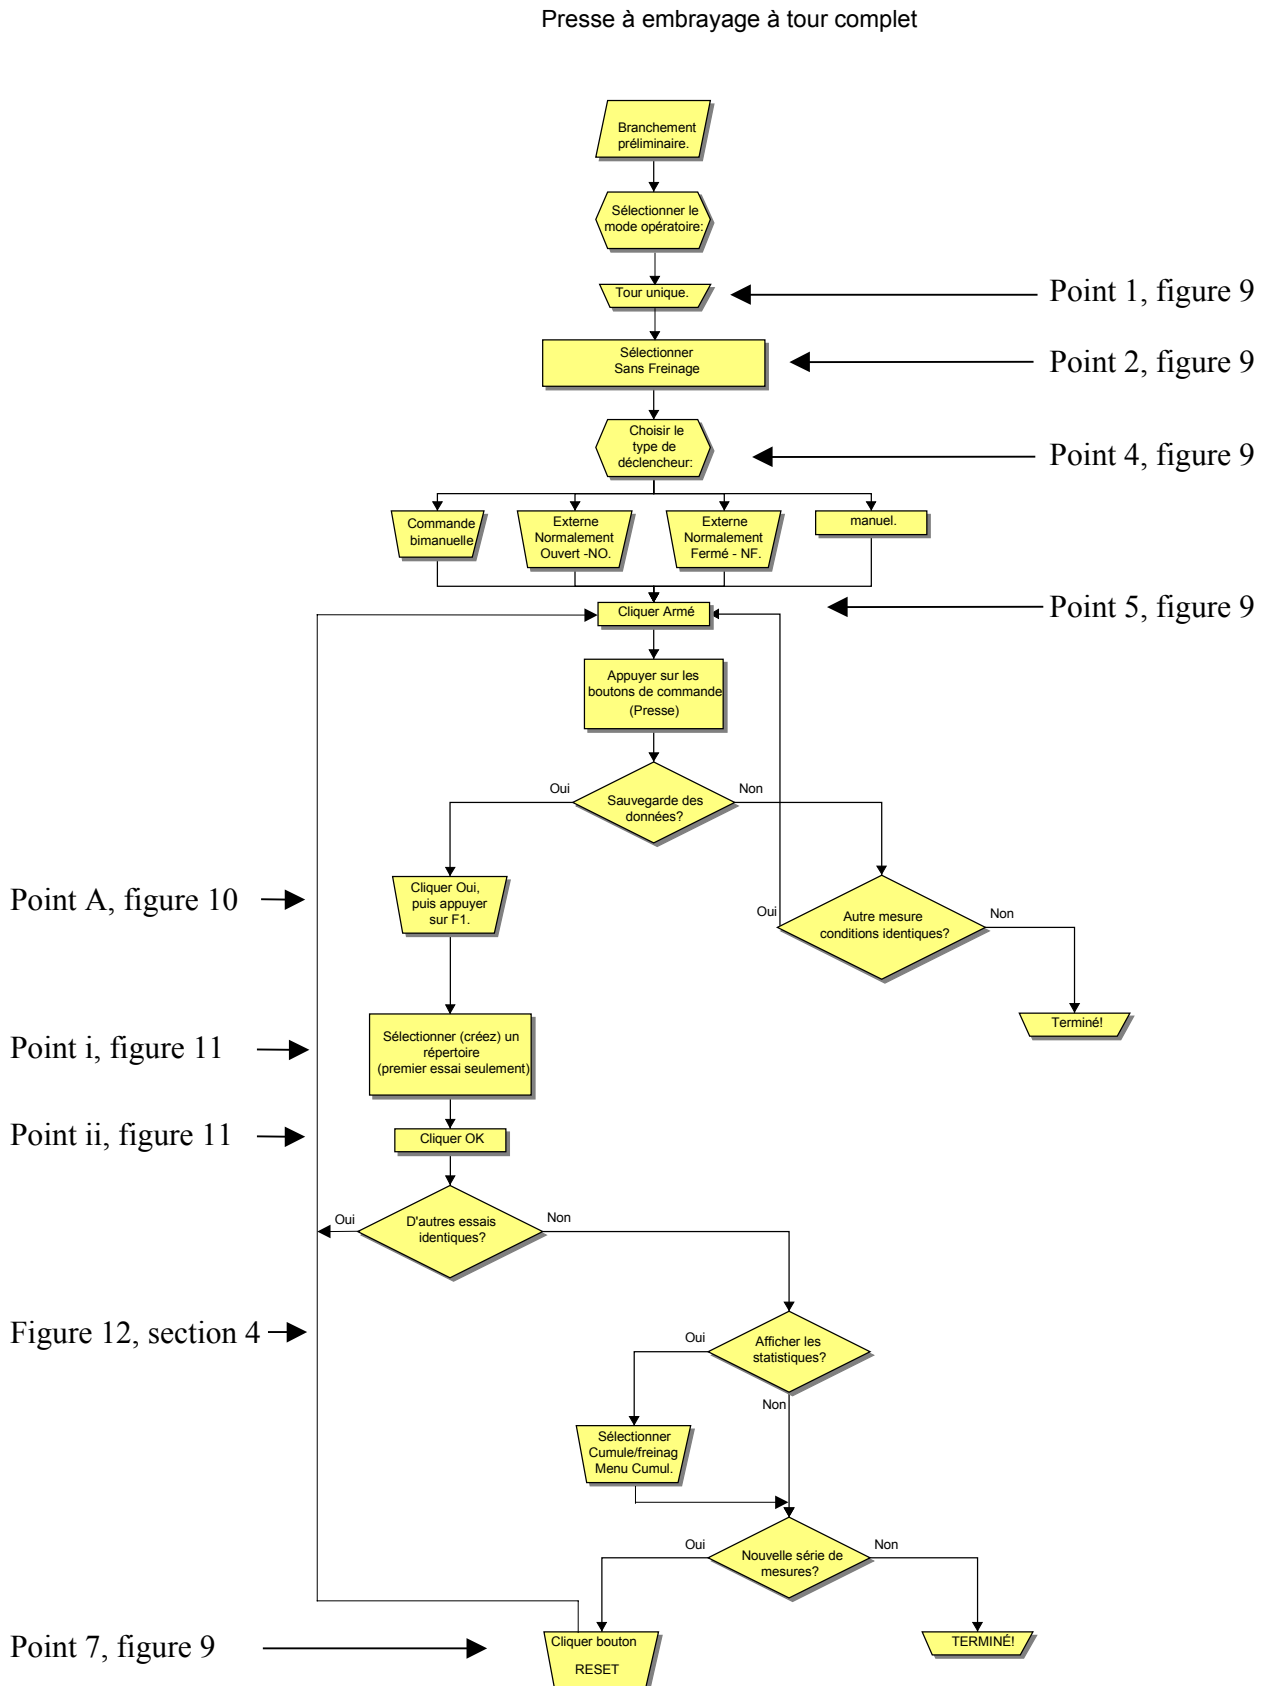 Presse à embrayage à tour complet
Branchement
préliminaire.
Sélectionner le
mode opératoire:
Tour unique.
Point 1, figure 9
Sélectionner
Sans Freinage
Point 2, figure 9
Choisir le
type de
déclencheur:
Point 4, figure 9
Commande
bimanuelle
Externe
Normalement
Ouvert -NO.
Externe
Normalement
Fermé - NF.
manuel.
Cliquer Armé
Point 5, figure 9
Appuyer sur les
boutons de commande
(Presse)
Oui
Non
Sauvegarde des
données?
Point A, figure 10
Cliquer Oui,
puis appuyer
sur F1.
Oui
Autre mesure
conditions identiques?
Non
Terminé!
Point i, figure 11
Sélectionner (créez) un
répertoire
(premier essai seulement)
Point ii, figure 11
Cliquer OK
Oui
D'autres essais
identiques?
Non
Figure 12, section 4
Oui
Afficher les
statistiques?
Non
Sélectionner
Cumule/freinag
Menu Cumul.
Oui
Nouvelle série de
mesures?
Non
Point 7, figure 9
Cliquer bouton
RESET
TERMINÉ!